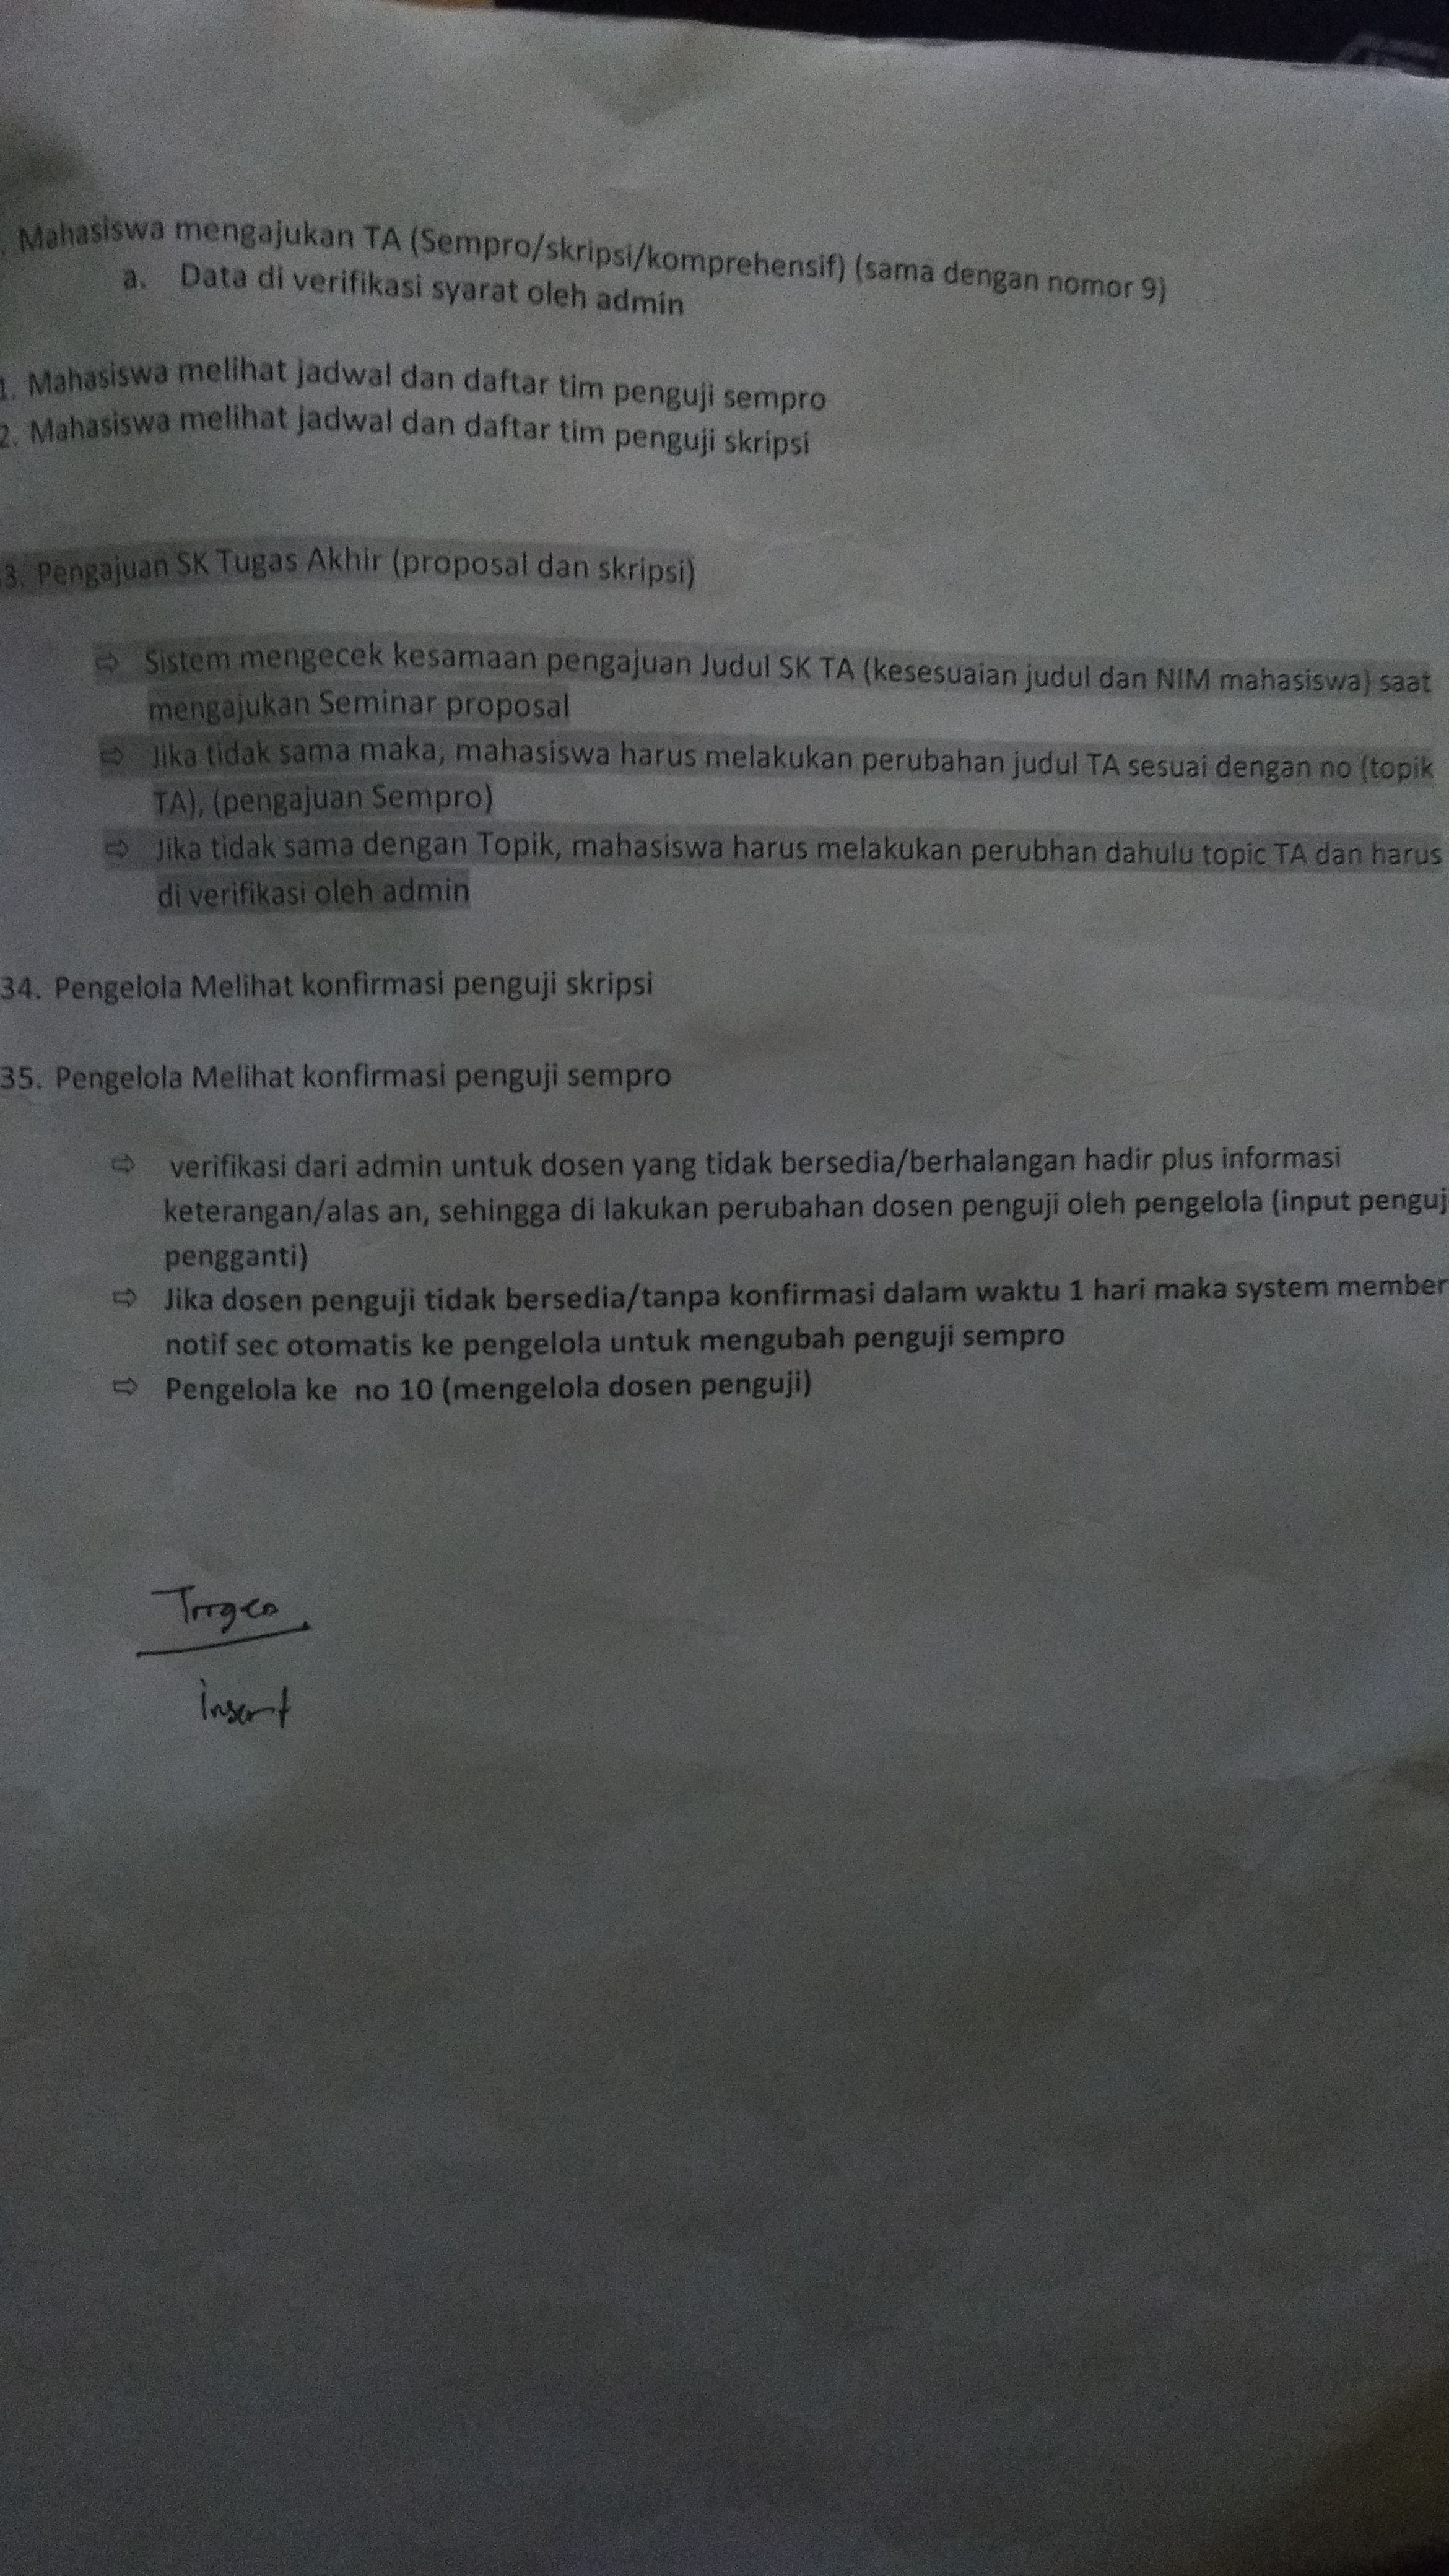 . Mahasiswa mengajukan TA (Sempro/skripsi/komprehensif) (sama dengan nomor 9)
a. Data di verifikasi syarat oleh admin
1. Mahasiswa melihat jadwal dan daftar tim penguji sempro
2. Mahasiswa melihat jadwal dan daftar tim penguji skripsi
3. Pengajuan SK Tugas Akhir (proposal dan skripsi)
⇨ Sistem mengecek kesamaan pengajuan Judul SK TA (kesesuaian judul dan NIM mahasiswa) saat
mengajukan Seminar proposal
⇨ Jika tidak sama maka, mahasiswa harus melakukan perubahan judul TA sesuai dengan no (topik
TA), (pengajuan Sempro)
⇨ Jika tidak sama dengan Topik, mahasiswa harus melakukan perubhan dahulu topic TA dan harus
di verifikasi oleh admin
34. Pengelola Melihat konfirmasi penguji skripsi
35. Pengelola Melihat konfirmasi penguji sempro
⇨ verifikasi dari admin untuk dosen yang tidak bersedia/berhalangan hadir plus informasi
keterangan/alas an, sehingga di lakukan perubahan dosen penguji oleh pengelola (input penguj
pengganti)
⇨ Jika dosen penguji tidak bersedia/tanpa konfirmasi dalam waktu 1 hari maka system member
notif sec otomatis ke pengelola untuk mengubah penguji sempro
⇨ Pengelola ke no 10 (mengelola dosen penguji)
insert